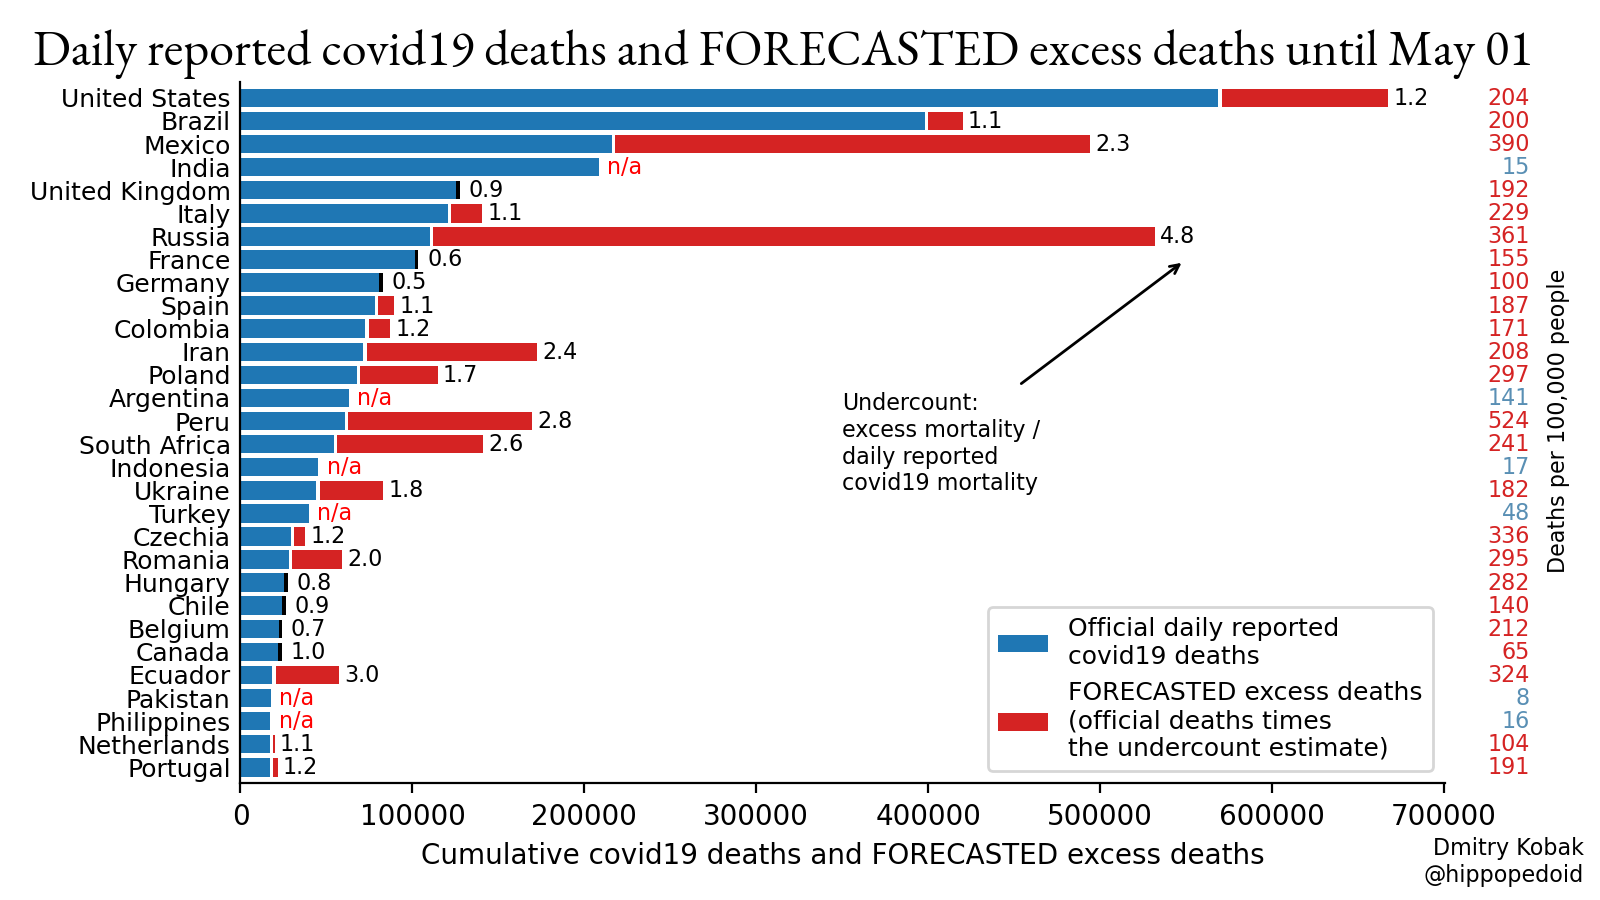 Daily reported covid19 deaths and FORECASTED excess deaths until May 01
United States 1.2 204
Brazil 1.1 200
Mexico 2.3 390
India n/a 15
United Kingdom 0.9 192
Italy 1.1 229
Russia 4.8 361
France 0.6 155
Germany 0.5 100
Spain 1.1 187
Colombia 1.2 171
Iran 2.4 208
Poland 1.7 297
Argentina n/a 141
Peru 2.8 524
South Africa 2.6 241
Indonesia n/a 17
Ukraine 1.8 182
Turkey n/a 48
Czechia 1.2 336
Romania 2.0 295
Hungary 0.8 282
Chile 0.9 140
Belgium 0.7 212
Canada 1.0 65
Ecuador 3.0 324
Pakistan n/a 8
Philippines n/a 16
Netherlands 1.1 104
Portugal 1.2 191
Undercount:
excess mortality /
daily reported
covid19 mortality
Deaths per 100,000 people
Official daily reported
covid19 deaths
FORECASTED excess deaths
(official deaths times
the undercount estimate)
0 100000 200000 300000 400000 500000 600000 700000
Cumulative covid19 deaths and FORECASTED excess deaths
Dmitry Kobak
@hippopedoid